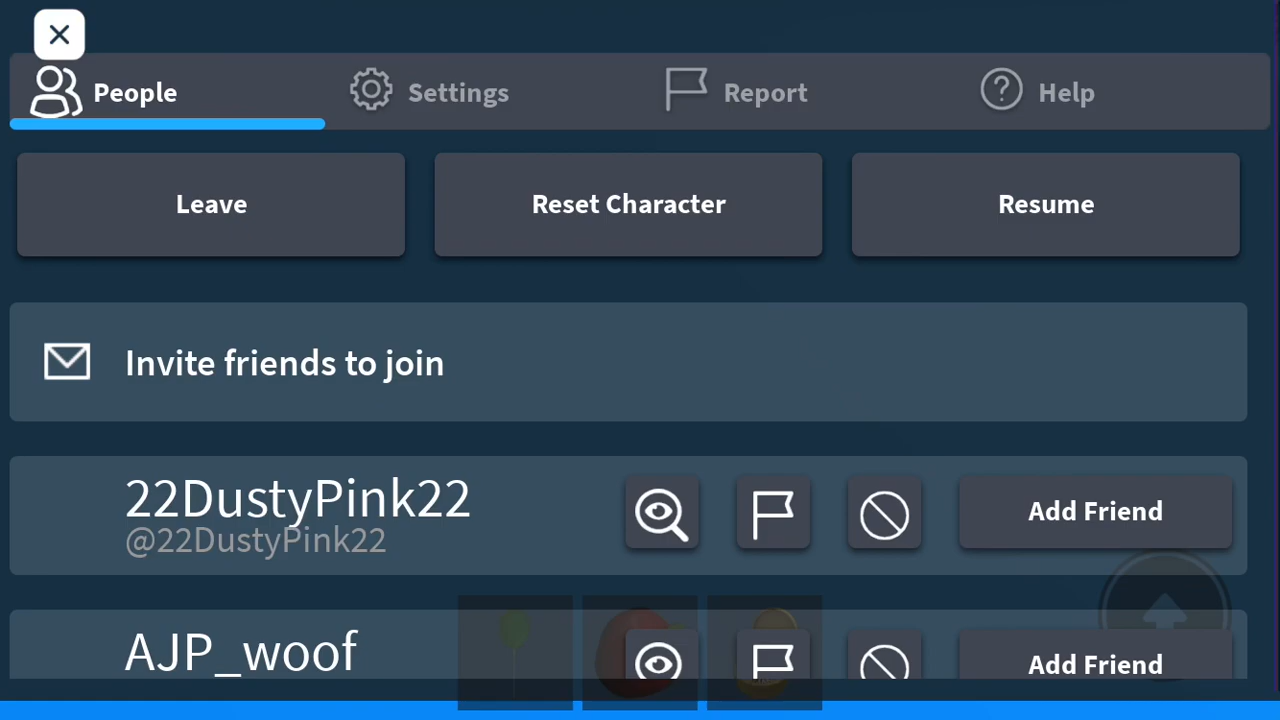 People
Settings
Report
Help
Leave
Reset Character
Resume
Invite friends to join
22DustyPink22
@22DustyPink22
Add Friend
AJP_woof
Add Friend